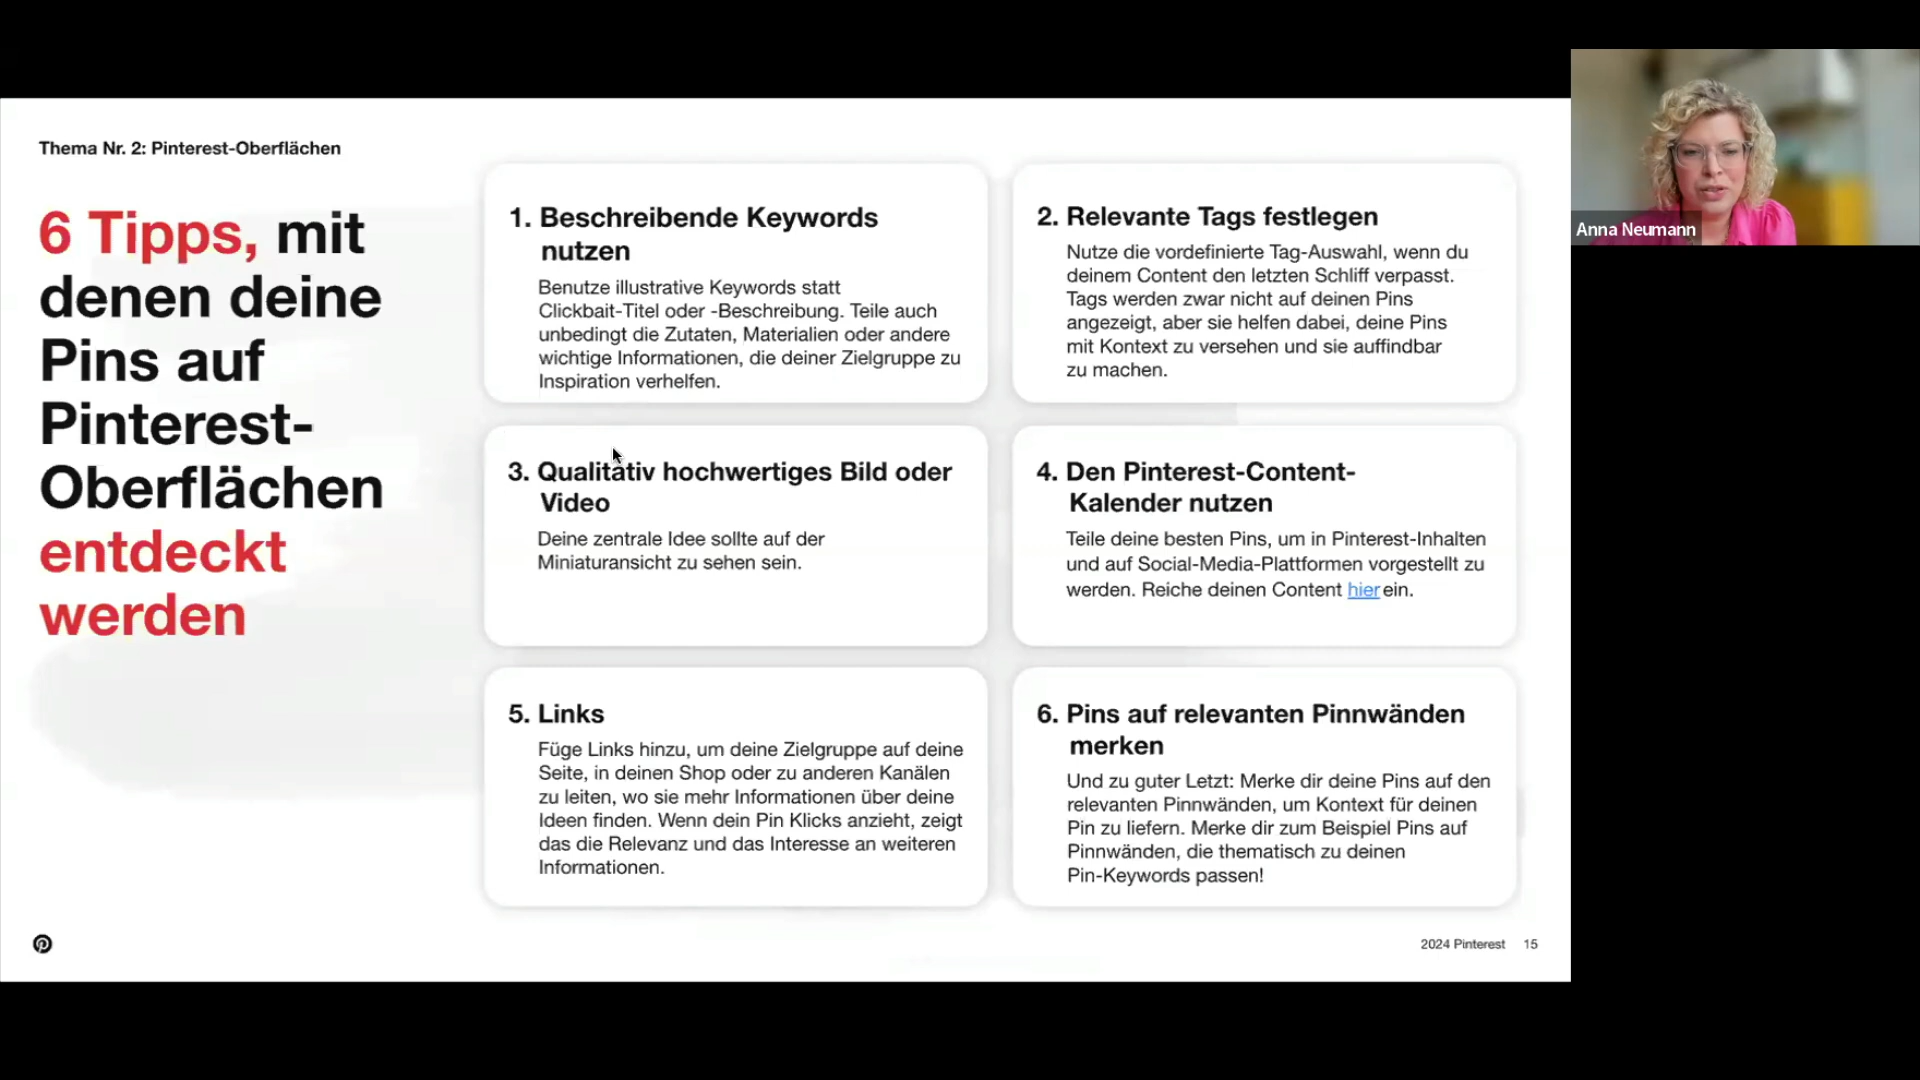 Thema Nr. 2: Pinterest-Oberflächen
6 Tipps, mit
denen deine
Pins auf
Pinterest-
Oberflächen
entdeckt
werden
1. Beschreibende Keywords
nutzen
Benutze illustrative Keywords statt
Clickbait-Titel oder -Beschreibung. Teile auch
unbedingt die Zutaten, Materialien oder andere
wichtige Informationen, die deiner Zielgruppe zu
Inspiration verhelfen.
2. Relevante Tags festlegen
Nutze die vordefinierte Tag-Auswahl, wenn du
deinem Content den letzten Schliff verpasst.
Tags werden zwar nicht auf deinen Pins
angezeigt, aber sie helfen dabei, deine Pins
mit Kontext zu versehen und sie auffindbar
zu machen.
3. Qualitativ hochwertiges Bild oder
Video
Deine zentrale Idee sollte auf der
Miniaturansicht zu sehen sein.
4. Den Pinterest-Content-
Kalender nutzen
Teile deine besten Pins, um in Pinterest-Inhalten
und auf Social-Media-Plattformen vorgestellt zu
werden. Reiche deinen Content hier ein.
5. Links
Füge Links hinzu, um deine Zielgruppe auf deine
Seite, in deinen Shop oder zu anderen Kanälen
zu leiten, wo sie mehr Informationen über deine
Ideen finden. Wenn dein Pin Klicks anzieht, zeigt
das die Relevanz und das Interesse an weiteren
Informationen.
6. Pins auf relevanten Pinnwänden
merken
Und zu guter Letzt: Merke dir deine Pins auf den
relevanten Pinnwänden, um Kontext für deinen
Pin zu liefern. Merke dir zum Beispiel Pins auf
Pinnwänden, die thematisch zu deinen
Pin-Keywords passen!
2024 Pinterest 15
Anna Neumann